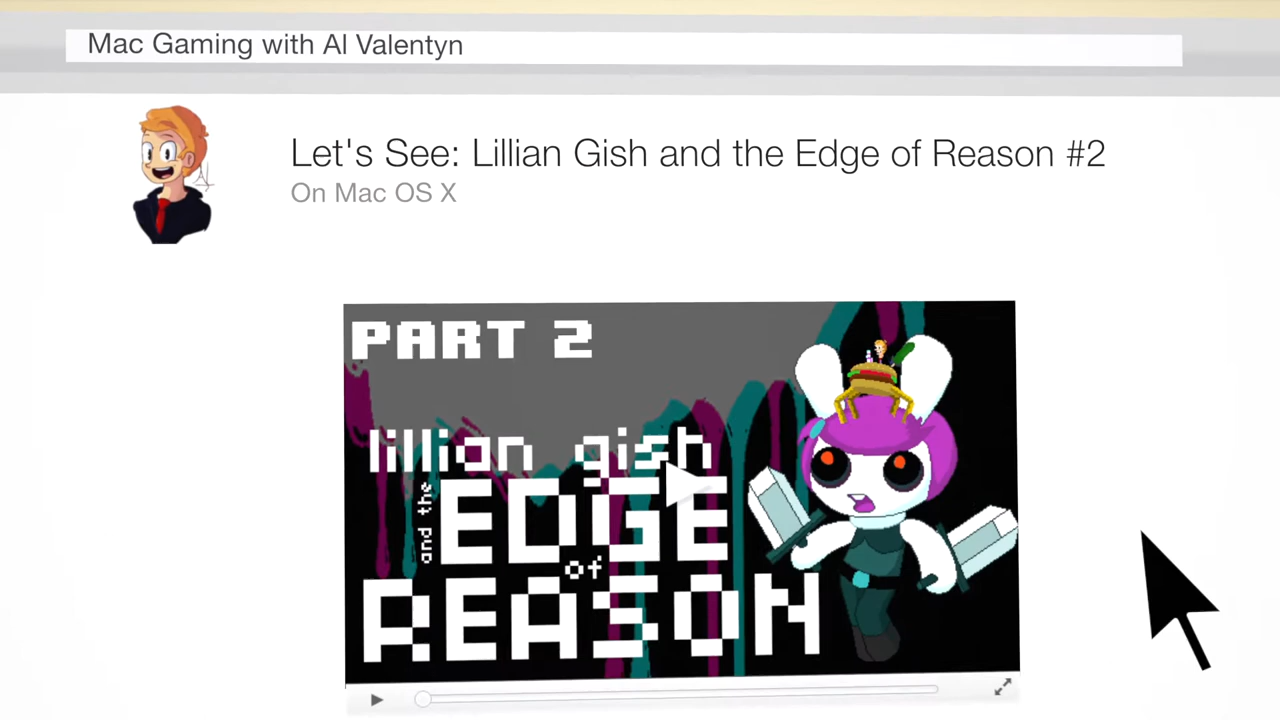 Mac Gaming with Al Valentyn
Let's See: Lillian Gish and the Edge of Reason #2
On Mac OS X
PART 2
lillian gish
and the
EDGE
of
REASON